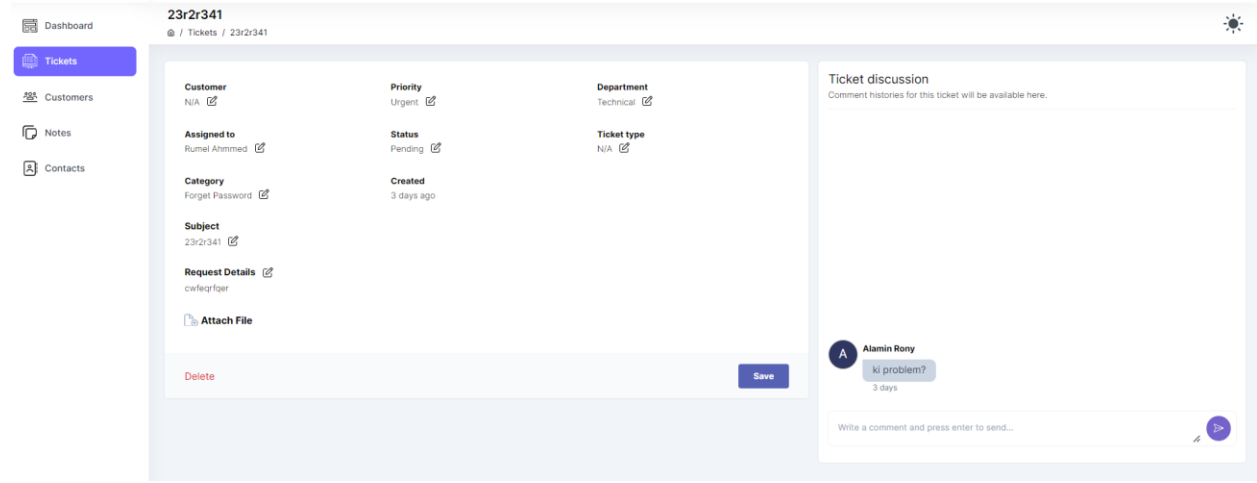 Dashboard
Tickets
Customers
Notes
Contacts
23r2r341
/ Tickets / 23r2r341
Customer
N/A
Priority
Urgent
Department
Technical
Assigned to
Rumel Ahmmed
Status
Pending
Ticket type
N/A
Category
Forget Password
Created
3 days ago
Subject
23r2r341
Request Details
cwfeqrfqer
Attach File
Delete
Save
Ticket discussion
Comment histories for this ticket will be available here.
A
Alamin Rony
ki problem?
3 days
Write a comment and press enter to send...